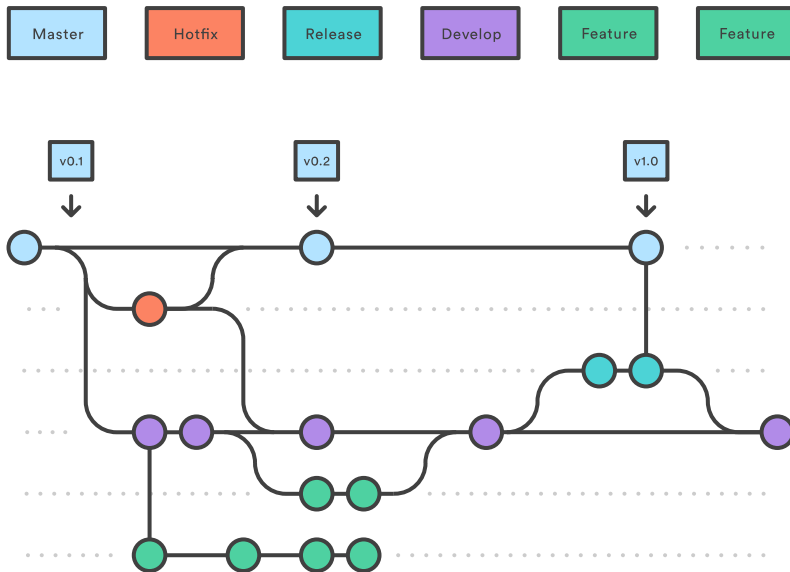 Master
Hotfix
Release
Develop
Feature
Feature
v0.1
v0.2
v1.0